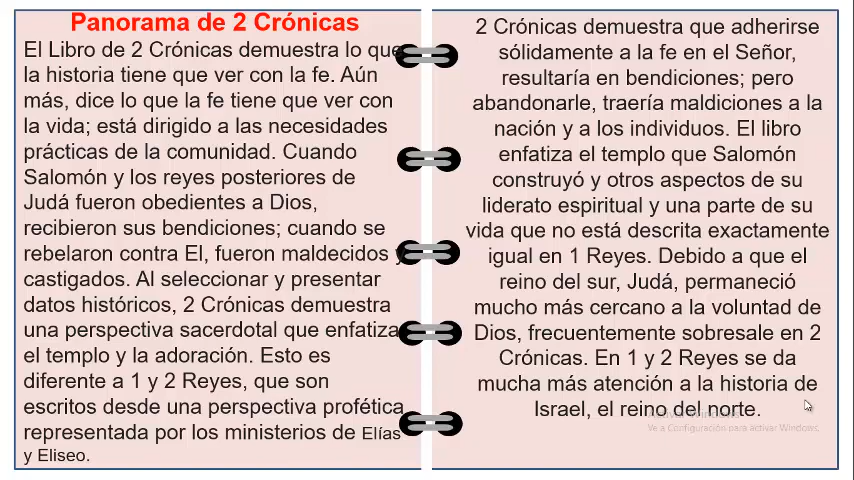 Panorama de 2 Crónicas
El Libro de 2 Crónicas demuestra lo que
la historia tiene que ver con la fe. Aún
más, dice lo que la fe tiene que ver con
la vida; está dirigido a las necesidades
prácticas de la comunidad. Cuando
Salomón y los reyes posteriores de
Judá fueron obedientes a Dios,
recibieron sus bendiciones; cuando se
rebelaron contra El, fueron maldecidos y
castigados. Al seleccionar y presentar
datos históricos, 2 Crónicas demuestra
una perspectiva sacerdotal que enfatiza
el templo y la adoración. Esto es
diferente a 1 y 2 Reyes, que son
escritos desde una perspectiva profética
representada por los ministerios de Elías
y Eliseo.
2 Crónicas demuestra que adherirse
sólidamente a la fe en el Señor,
resultaría en bendiciones; pero
abandonarle, traería maldiciones a la
nación y a los individuos. El libro
enfatiza el templo que Salomón
construyó y otros aspectos de su
liderato espiritual y una parte de su
vida que no está descrita exactamente
igual en 1 Reyes. Debido a que el
reino del sur, Judá, permaneció
mucho más cercano a la voluntad de
Dios, frecuentemente sobresale en 2
Crónicas. En 1 y 2 Reyes se da
mucha más atención a la historia de
Israel, el reino del norte.
Activar Windows
Ve a Configuración para activar Windows.